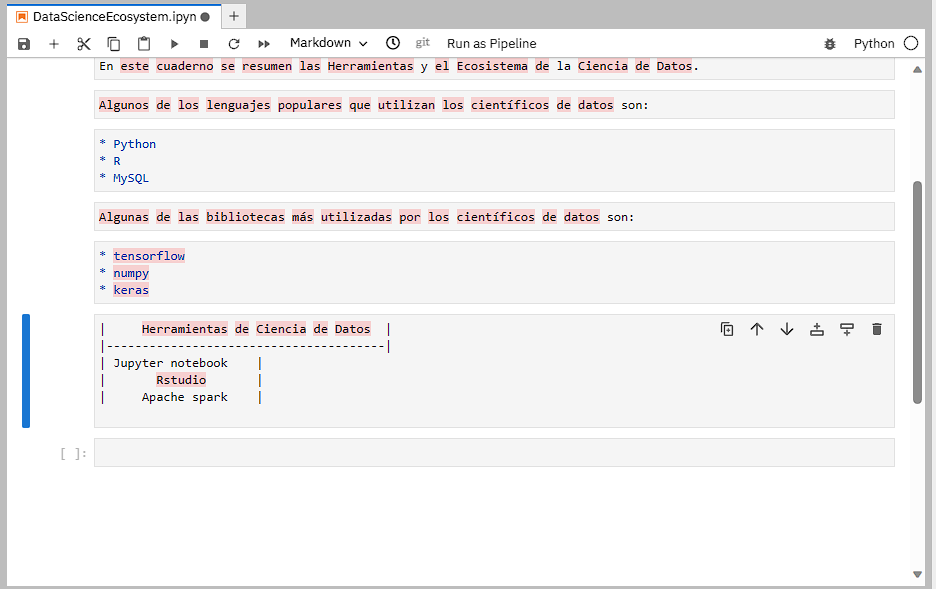 DataScienceEcosystem.ipyn
Markdown git Run as Pipeline Python
En este cuaderno se resumen las Herramientas y el Ecosistema de la Ciencia de Datos.
Algunos de los lenguajes populares que utilizan los científicos de datos son:
* Python
* R
* MySQL
Algunas de las bibliotecas más utilizadas por los científicos de datos son:
* tensorflow
* numpy
* keras
|     Herramientas de Ciencia de Datos  |
|---------------------------------------|
| Jupyter notebook    |
|       Rstudio       |
|     Apache spark    |
[ ]: